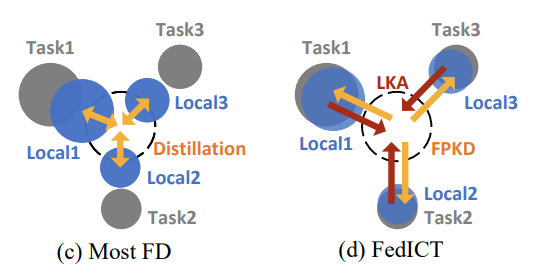 Task1
Task3
Local3
Local1
Distillation
Local2
Task2
(c) Most FD
Task1
Task3
LKA
Local3
Local1
FPKD
Local2
Task2
(d) FedICT